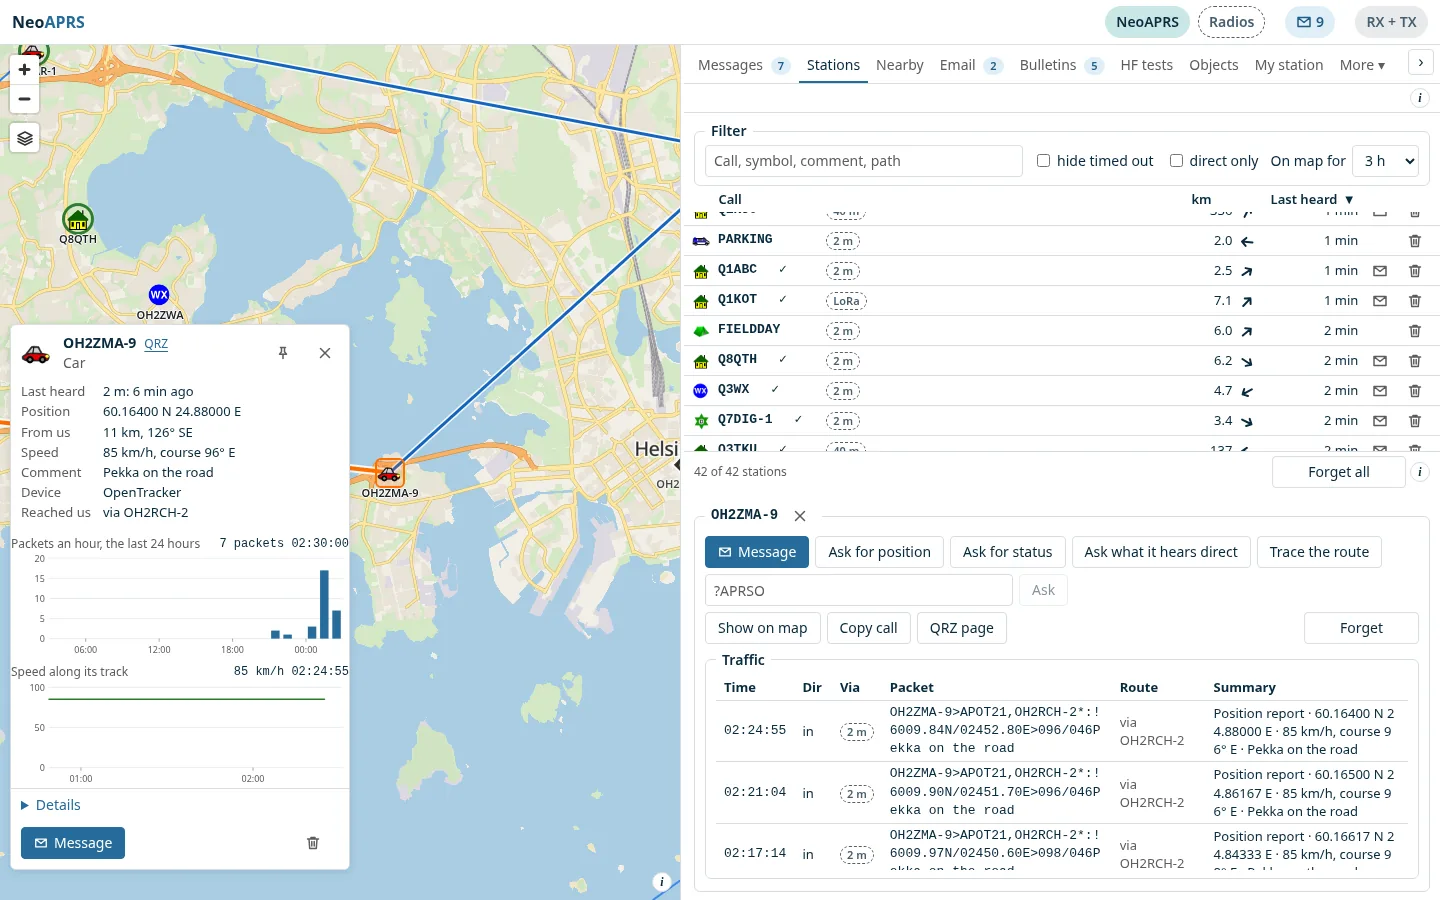 NeoAPRS
NeoAPRS
Radios
9
RX + TX
Messages 7
Stations
Nearby
Email 2
Bulletins 5
HF tests
Objects
My station
More ▾
›
i
Filter
Call, symbol, comment, path
hide timed out
direct only
On map for
3 h
Call
km
Last heard ▼
PARKING 2 m 2.0 1 min
Q1ABC ✓ 2 m 2.5 1 min
Q1KOT ✓ LoRa 7.1 1 min
FIELDDAY 2 m 6.0 2 min
Q8QTH ✓ 2 m 6.2 2 min
Q3WX ✓ 2 m 4.7 2 min
Q7DIG-1 ✓ 2 m 3.4 2 min
Q3TKU ✓ 40 m 137 2 min
42 of 42 stations
Forget all
i
OH2ZMA-9
Message
Ask for position
Ask for status
Ask what it hears direct
Trace the route
?APRSO
Ask
Show on map
Copy call
QRZ page
Forget
Traffic
Time Dir Via Packet Route Summary
02:24:55 in 2 m
OH2ZMA-9>APOT21,OH2RCH-2*:!
6009.84N/02452.80E>096/046P
ekka on the road
via
OH2RCH-2
Position report · 60.16400 N 2
4.88000 E · 85 km/h, course 9
6° E · Pekka on the road
02:21:04 in 2 m
OH2ZMA-9>APOT21,OH2RCH-2*:!
6009.90N/02451.70E>096/046P
ekka on the road
via
OH2RCH-2
Position report · 60.16500 N 2
4.86167 E · 85 km/h, course 9
6° E · Pekka on the road
02:17:14 in 2 m
OH2ZMA-9>APOT21,OH2RCH-2*:!
6009.97N/02450.60E>098/046P
ekka on the road
via
OH2RCH-2
Position report · 60.16617 N 2
4.84333 E · 85 km/h, course 9
+
−
R-1
Q8QTH
WX
OH2ZWA
OH2ZMA-9
Helsi
OH2
i
OH2ZMA-9 QRZ
Car
Last heard 2 m: 6 min ago
Position 60.16400 N 24.88000 E
From us 11 km, 126° SE
Speed 85 km/h, course 96° E
Comment Pekka on the road
Device OpenTracker
Reached us via OH2RCH-2
Packets an hour, the last 24 hours 7 packets 02:30:00
20
15
10
5
0
06:00 12:00 18:00 00:00
Speed along its track 85 km/h 02:24:55
100
50
0
01:00 02:00
Details
Message